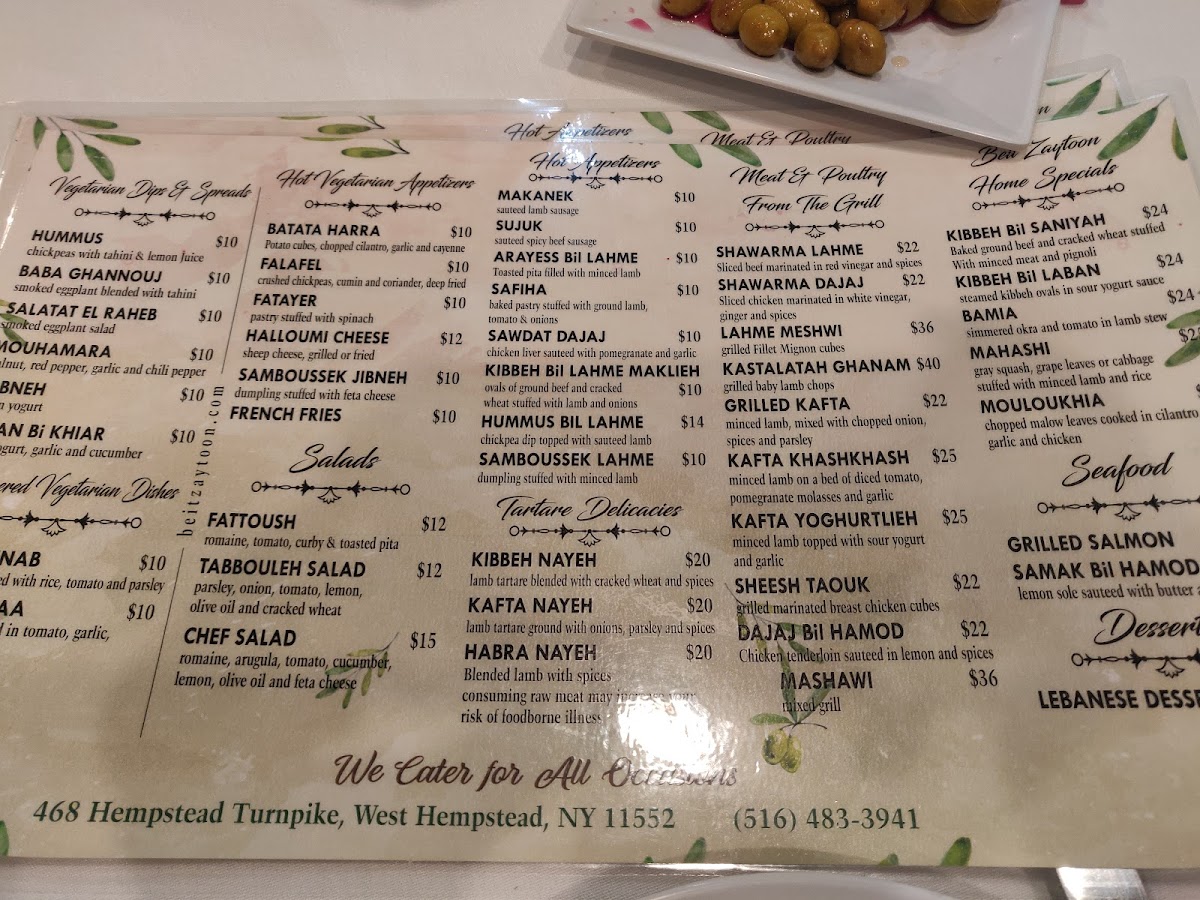 Vegetarian Dips & Spreads
HUMMUS $10
chickpeas with tahini & lemon Juice
BABA GHANNOUJ $10
smoked eggplant blended with tahini
SALATAT EL RAHEB $10
smoked eggplant salad
MOUHAMARA $10
red pepper, garlic and chili pepper
$10
yogurt
Bi KHIAR $10
garlic and cucumber
Vegetarian Dishes
$10
with rice, tomato and parsley
$10
in tomato, garlic,
beitzaytoon.com
Hot Vegetarian Appetizers
BATATA HARRA $10
Potato cubes, chopped cilantro, garlic and cayenne
FALAFEL $10
crushed chickpeas, cumin and coriander, deep fried
FATAYER $10
pastry stuffed with spinach
HALLOUMI CHEESE $12
sheep cheese, grilled or fried
SAMBOUSSEK JIBNEH $10
dumpling stuffed with feta cheese
FRENCH FRIES $10
Salads
FATTOUSH $12
romaine, tomato, curby & toasted pita
TABBOULEH SALAD $12
parsley, onion, tomato, lemon,
olive oil and cracked wheat
CHEF SALAD $15
romaine, arugula, tomato, cucumber,
lemon, olive oil and feta cheese
Hot Appetizers
Hot Appetizers
MAKANEK $10
sauteed lamb sausage
SUJUK $10
sauteed spicy beef sausage
ARAYESS Bil LAHME $10
Toasted pita filled with minced lamb
SAFIHA $10
baked pastry stuffed with ground lamb,
tomato & onions
SAWDAT DAJAJ $10
chicken liver sauteed with pomegranate and garlic
KIBBEH Bil LAHME MAKLIEH
ovals of ground beef and cracked $10
wheat stuffed with lamb and onions
HUMMUS BIL LAHME $14
chickpea dip topped with sauteed lamb
SAMBOUSSEK LAHME $10
dumpling stuffed with minced lamb
Tartare Delicacies
KIBBEH NAYEH $20
lamb tartare blended with cracked wheat and spices
KAFTA NAYEH $20
lamb tartare ground with onions, parsley and spices
HABRA NAYEH $20
Blended lamb with spices
consuming raw meat may increase your
risk of foodborne illness
Meat & Poultry
Meat & Poultry
From The Grill
SHAWARMA LAHME $22
Sliced beef marinated in red vinegar and spices
SHAWARMA DAJAJ $22
Sliced chicken marinated in white vinegar,
ginger and spices
LAHME MESHWI $36
grilled Fillet Mignon cubes
KASTALATAH GHANAM $40
grilled baby lamb chops
GRILLED KAFTA $22
minced lamb, mixed with chopped onion,
spices and parsley
KAFTA KHASHKHASH $25
minced lamb on a bed of diced tomato,
pomegranate molasses and garlic
KAFTA YOGHURTLIEH $25
minced lamb topped with sour yogurt
and garlic
SHEESH TAOUK $22
grilled marinated breast chicken cubes
DAJAJ Bil HAMOD $22
Chicken tenderloin sauteed in lemon and spices
MASHAWI $36
mixed grill
Zaytoon
Home Specials
KIBBEH Bil SANIYAH $24
Baked ground beef and cracked wheat stuffed
With minced meat and pignoli
KIBBEH Bil LABAN $24
steamed kibbeh ovals in sour yogurt sauce
BAMIA $24
simmered okra and tomato in lamb stew
MAHASHI
gray squash, grape leaves or cabbage
stuffed with minced lamb and rice
MOULOUKHIA
chopped malow leaves cooked in cilantro
garlic and chicken
Seafood
GRILLED SALMON
SAMAK Bil HAMOD
lemon sole sauteed with butter
Dessert
LEBANESE
We Cater for All Occasions
468 Hempstead Turnpike, West Hempstead, NY 11552 (516) 483-3941